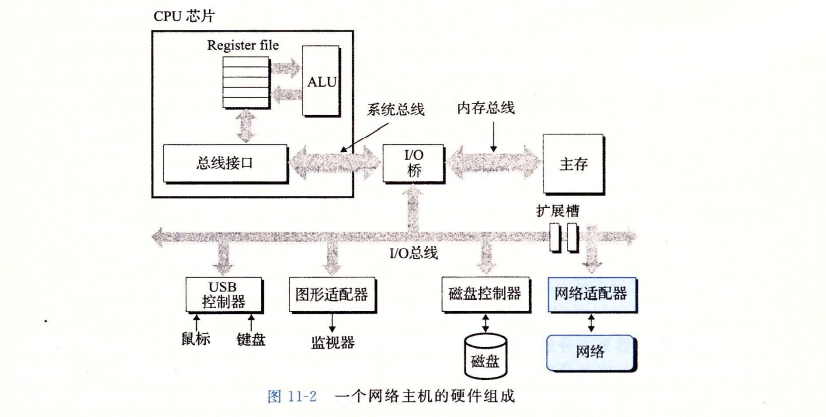 CPU 芯片
Register file
ALU
系统总线
内存总线
总线接口
I/O
桥
主存
扩展槽
I/O总线
USB
控制器
图形适配器
磁盘控制器
网络适配器
鼠标
键盘
监视器
磁盘
网络
图 11-2 一个网络主机的硬件组成